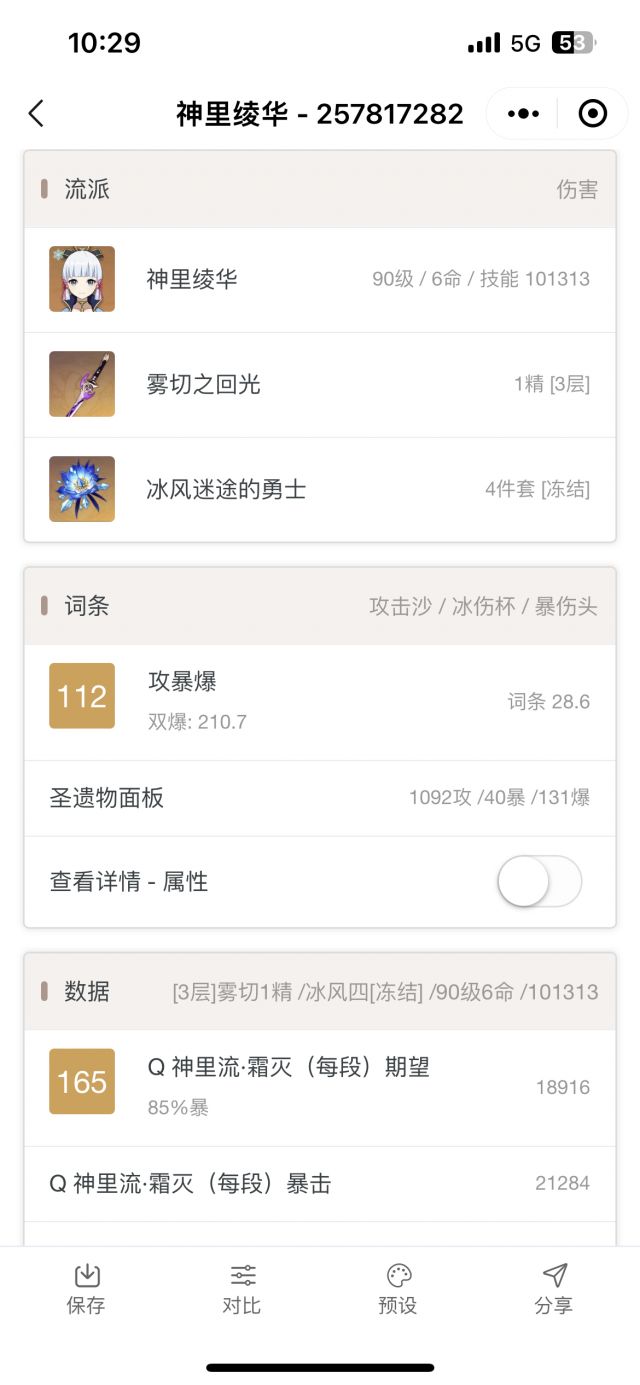 10:29
5G 53
神里绫华 - 257817282
流派 伤害
神里绫华 90级 / 6命 / 技能 101313
雾切之回光 1精 [3层]
冰风迷途的勇士 4件套 [冻结]
词条 攻击沙 / 冰伤杯 / 暴伤头
112 攻暴爆 词条 28.6
双爆: 210.7
圣遗物面板 1092攻 /40暴 /131爆
查看详情 - 属性
数据 [3层]雾切1精 /冰风四[冻结] /90级6命 /101313
165 Q 神里流·霜灭（每段）期望 18916
85%暴
Q 神里流·霜灭（每段）暴击 21284
保存 对比 预设 分享